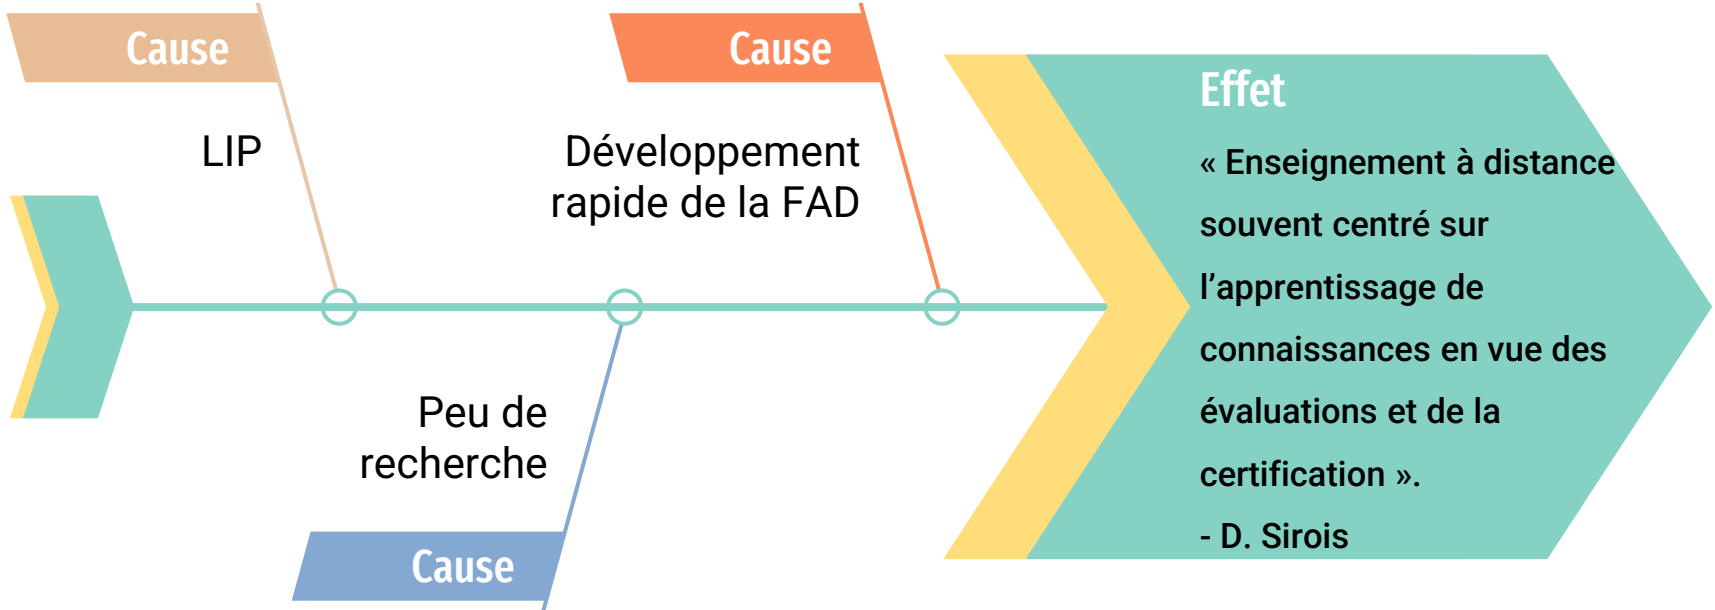 Cause
LIP
Cause
Développement
rapide de la FAD
Peu de
recherche
Cause
Effet
« Enseignement à distance
souvent centré sur
l’apprentissage de
connaissances en vue des
évaluations et de la
certification ».
- D. Sirois